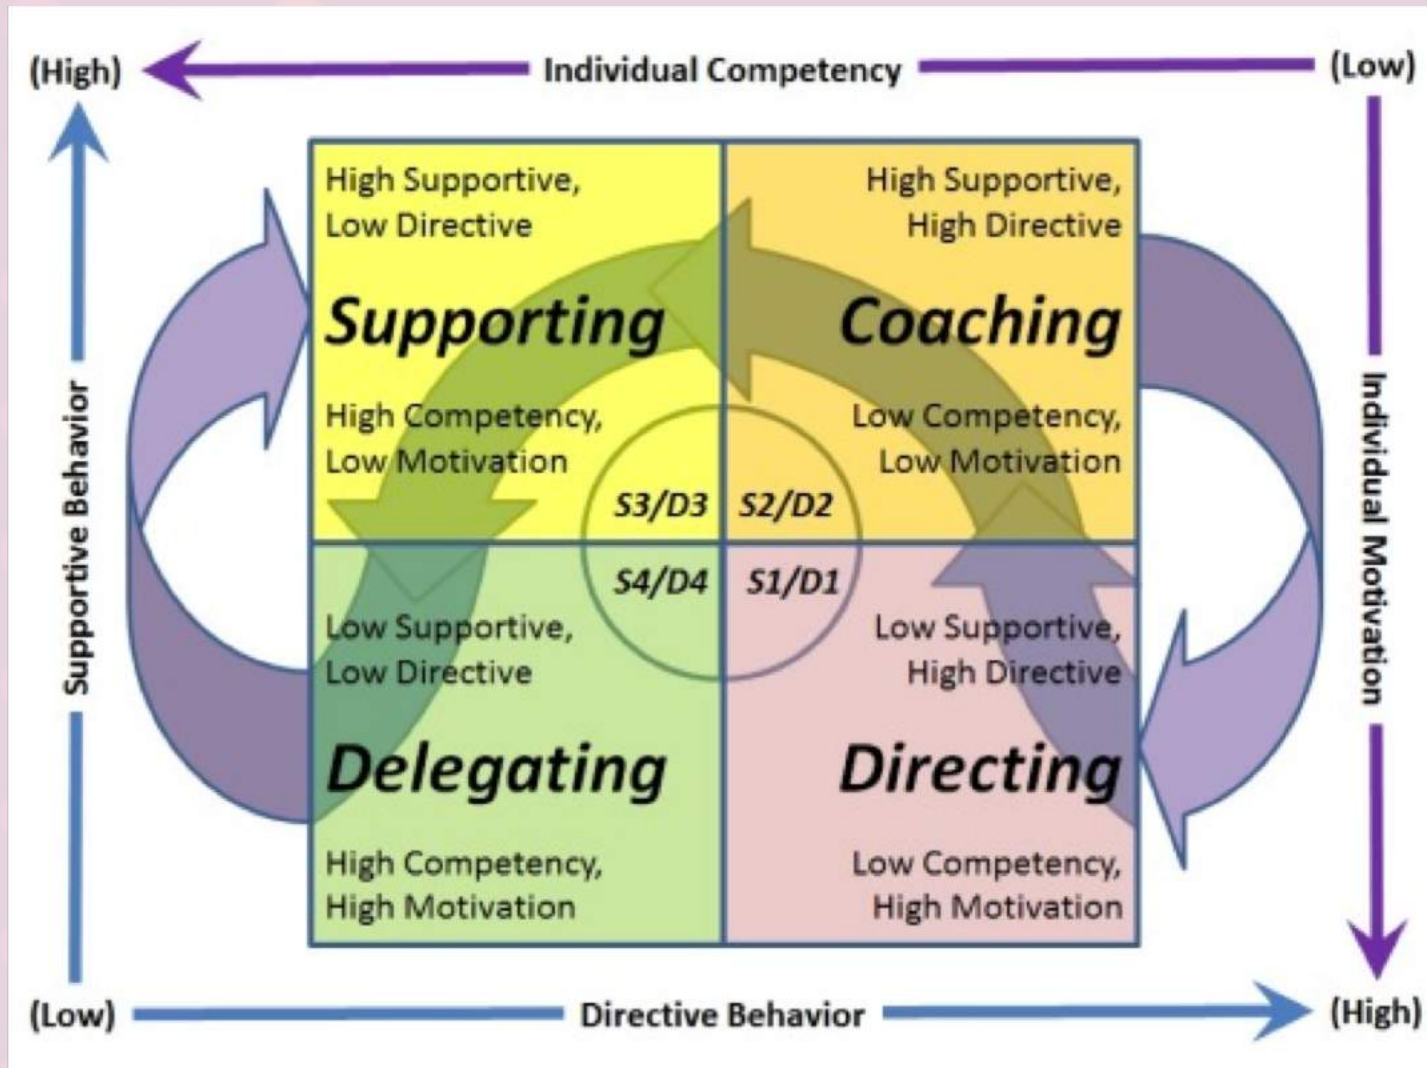 (High)
Individual Competency
(Low)
High Supportive,
Low Directive
Supporting
High Competency,
Low Motivation
S3/D3
High Supportive,
High Directive
Coaching
Low Competency,
Low Motivation
S2/D2
S4/D4
Low Supportive,
Low Directive
Delegating
High Competency,
High Motivation
S1/D1
Low Supportive,
High Directive
Directing
Low Competency,
High Motivation
Supportive Behavior
Individual Motivation
(Low)
Directive Behavior
(High)